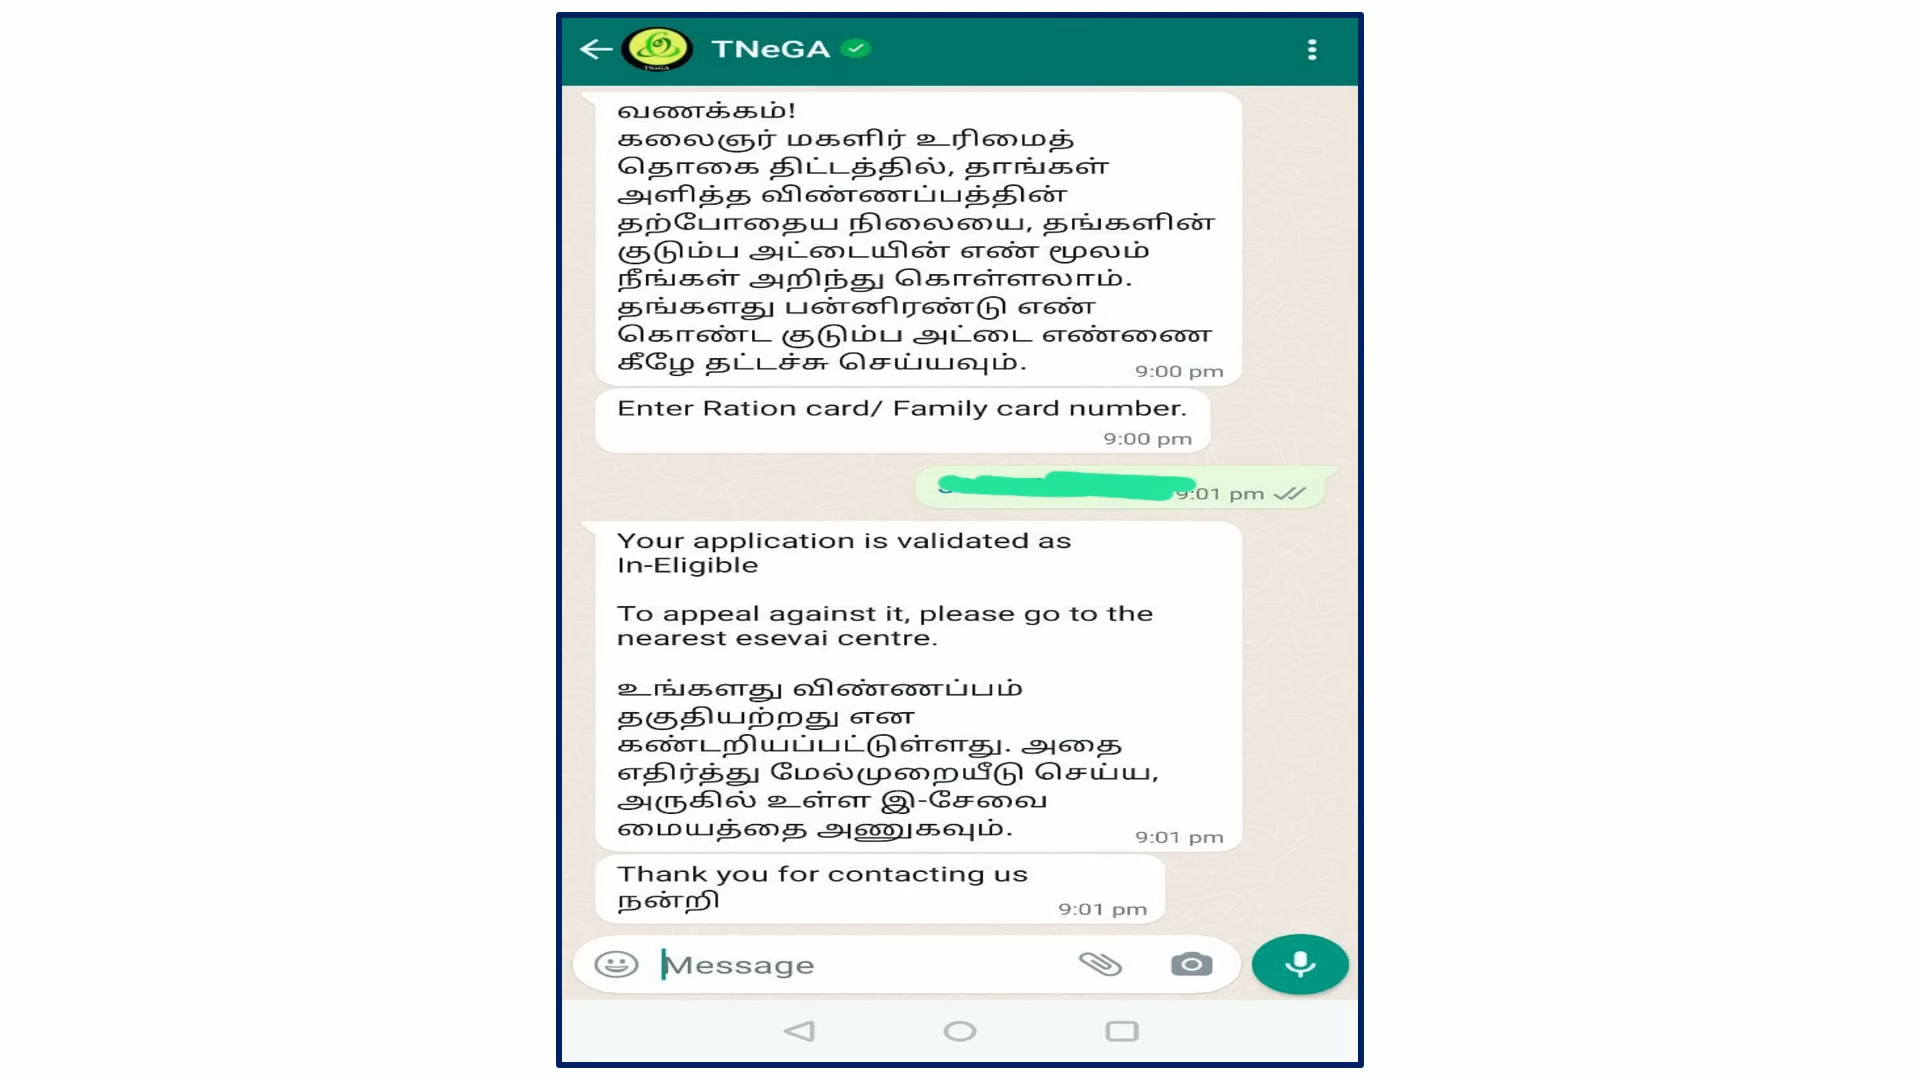 TNeGA
வணக்கம்!
கலைஞர் மகளிர் உரிமைத்
தொகை திட்டத்தில், தாங்கள்
அளித்த விண்ணப்பத்தின்
தற்போதைய நிலையை, தங்களின்
குடும்ப அட்டையின் எண் மூலம்
நீங்கள் அறிந்து கொள்ளலாம்.
தங்களது பன்னிரண்டு எண்
கொண்ட குடும்ப அட்டை எண்ணை
கீழே தட்டச்சு செய்யவும்.
9:00 pm
Enter Ration card/ Family card number.
9:00 pm
9:01 pm
Your application is validated as
In-Eligible
To appeal against it, please go to the
nearest esevai centre.
உங்களது விண்ணப்பம்
தகுதியற்றது என
கண்டறியப்பட்டுள்ளது. அதை
எதிர்த்து மேல்முறையீடு செய்ய,
அருகில் உள்ள இ-சேவை
மையத்தை அணுகவும்.
9:01 pm
Thank you for contacting us
நன்றி
9:01 pm
Message